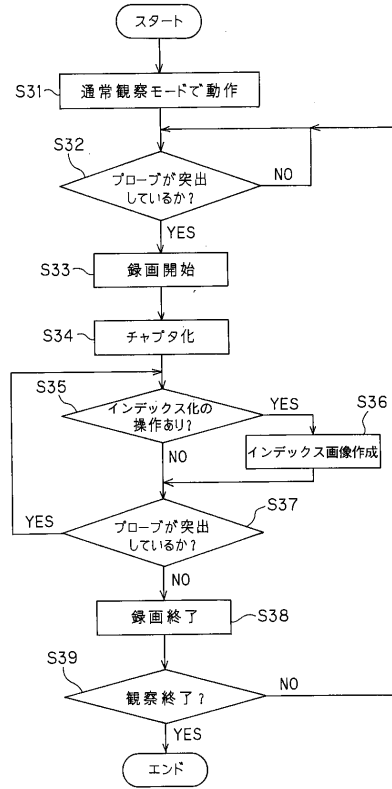 スタート
S31
通常観察モードで動作
S32
プローブが突出
しているか?
NO
YES
S33
録画開始
S34
チャプタ化
S35
インデックス化の
操作あり?
YES
S36
インデックス画像作成
NO
S37
プローブが突出
しているか?
YES
NO
録画終了
S38
S39
観察終了?
NO
YES
エンド